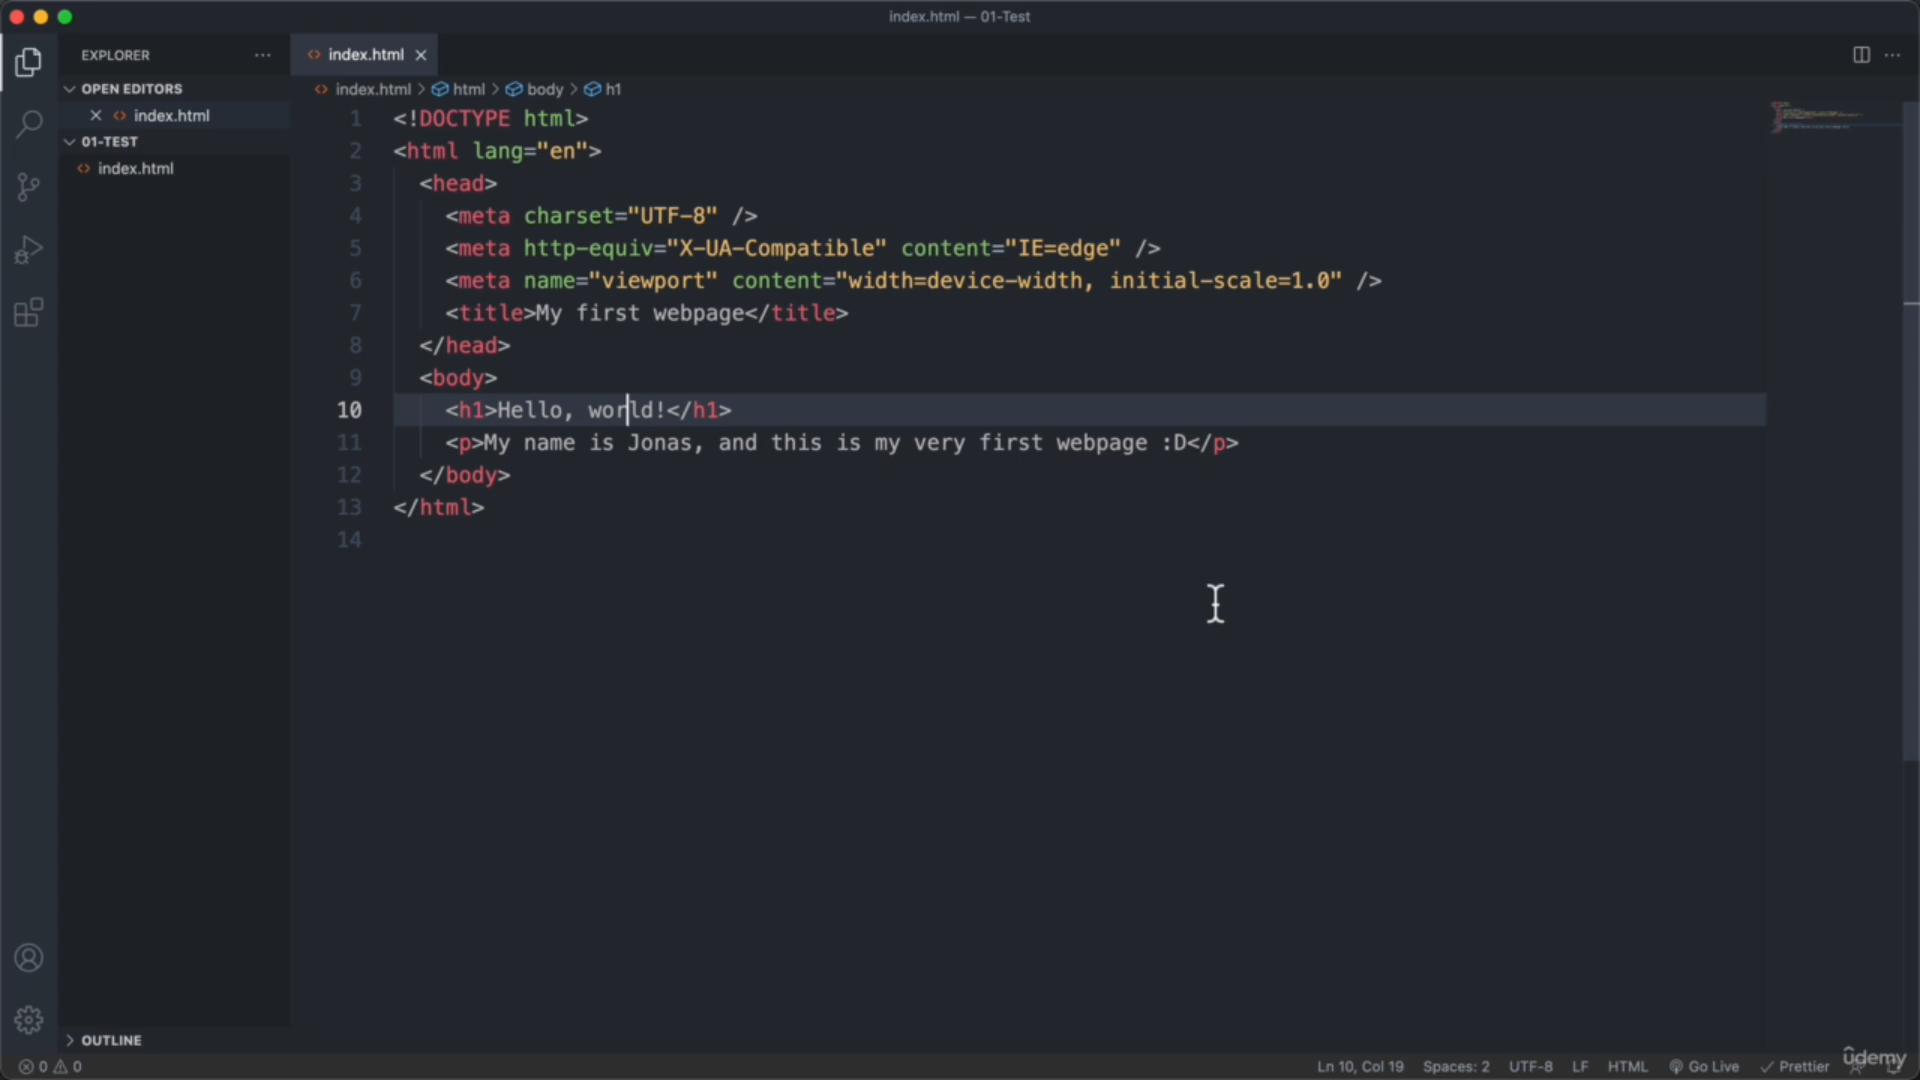 index.html — 01-Test
EXPLORER
index.html
OPEN EDITORS
index.html
01-TEST
index.html
index.html > html > body > h1
1 <!DOCTYPE html>
2 <html lang="en">
3 <head>
4 <meta charset="UTF-8" />
5 <meta http-equiv="X-UA-Compatible" content="IE=edge" />
6 <meta name="viewport" content="width=device-width, initial-scale=1.0" />
7 <title>My first webpage</title>
8 </head>
9 <body>
10 <h1>Hello, world!</h1>
11 <p>My name is Jonas, and this is my very first webpage :D</p>
12 </body>
13 </html>
14
OUTLINE
0 0
Ln 10, Col 19 Spaces: 2 UTF-8 LF HTML Go Live Prettier
ûdemy